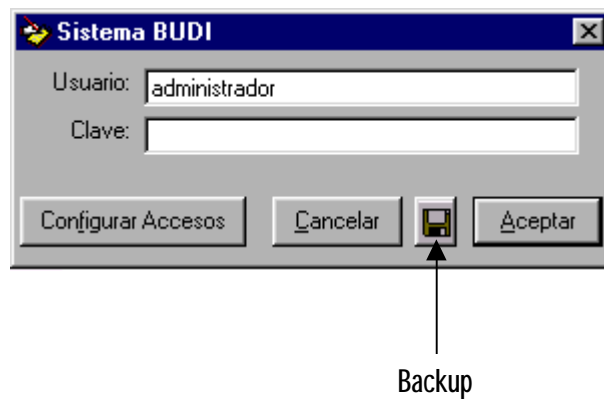 Sistema BUDI
Usuario: administrador
Clave:
Configurar Accesos Cancelar Aceptar
Backup